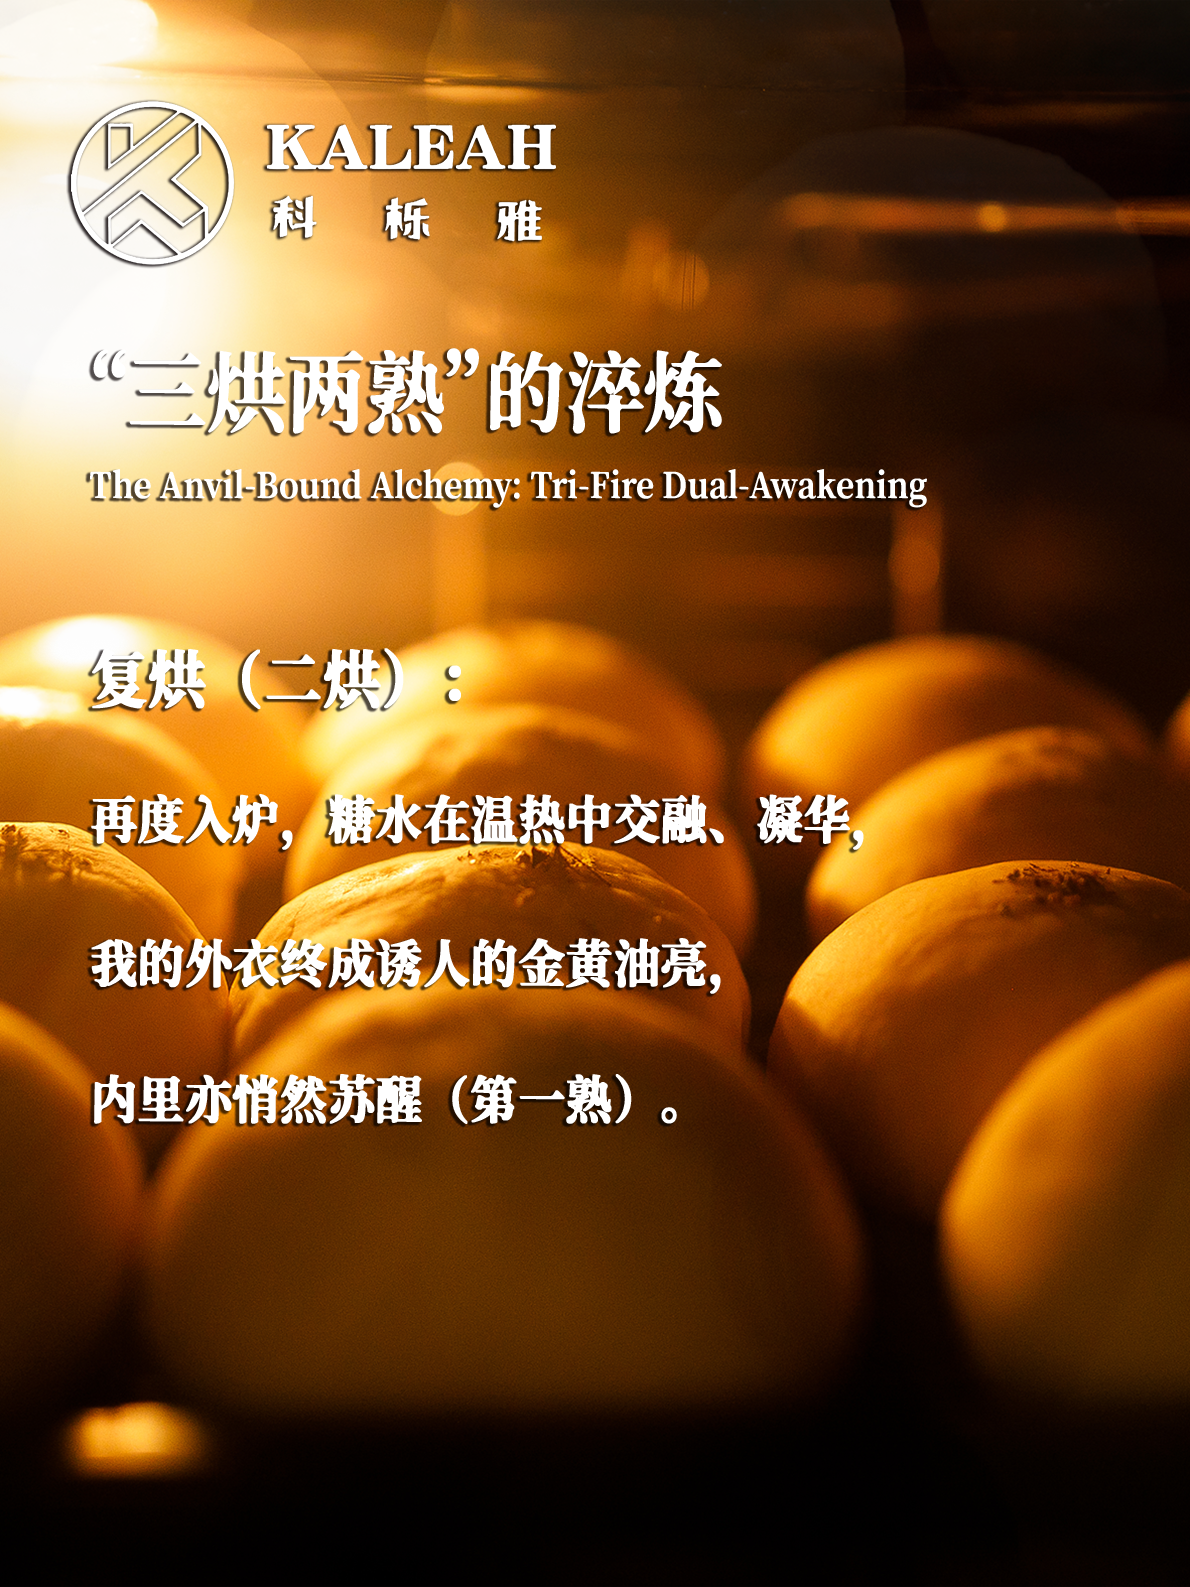 KALEAH
科栎雅
“三烘两熟”的淬炼
The Anvil-Bound Alchemy: Tri-Fire Dual-Awakening
复烘（二烘）：
再度入炉，糖水在温热中交融、凝华，
我的外衣终成诱人的金黄油亮，
内里亦悄然苏醒（第一熟）。